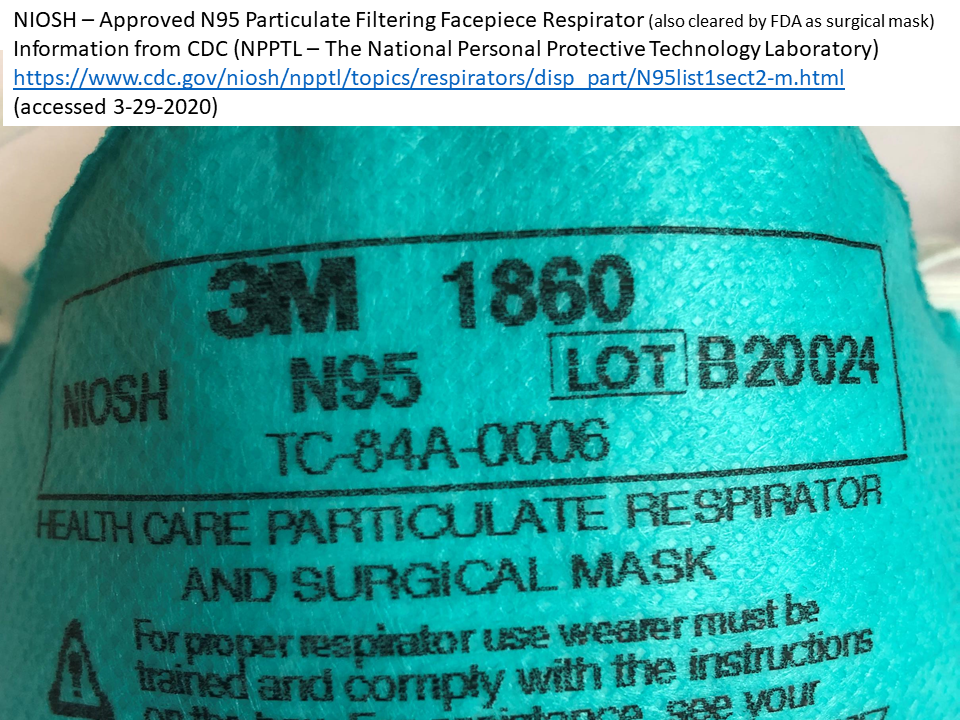 NIOSH – Approved N95 Particulate Filtering Facepiece Respirator (also cleared by FDA as surgical mask)
Information from CDC (NPPTL – The National Personal Protective Technology Laboratory)
https://www.cdc.gov/niosh/npptl/topics/respirators/disp_part/N95list1sect2-m.html
(accessed 3-29-2020)
3M 1860
NIOSH N95 LOT B20024
TC-84A-0006
HEALTH CARE PARTICULATE RESPIRATOR
AND SURGICAL MASK
For proper respirator use wearer must be
trained and comply with the instructions
see your